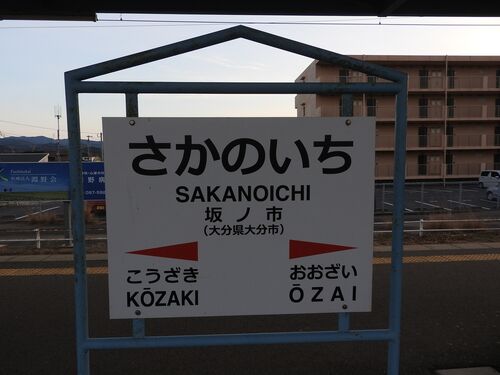 さかのいち
SAKANOICHI
坂ノ市
(大分県大分市)
こうざき
KŌZAKI
おおざい
ŌZAI